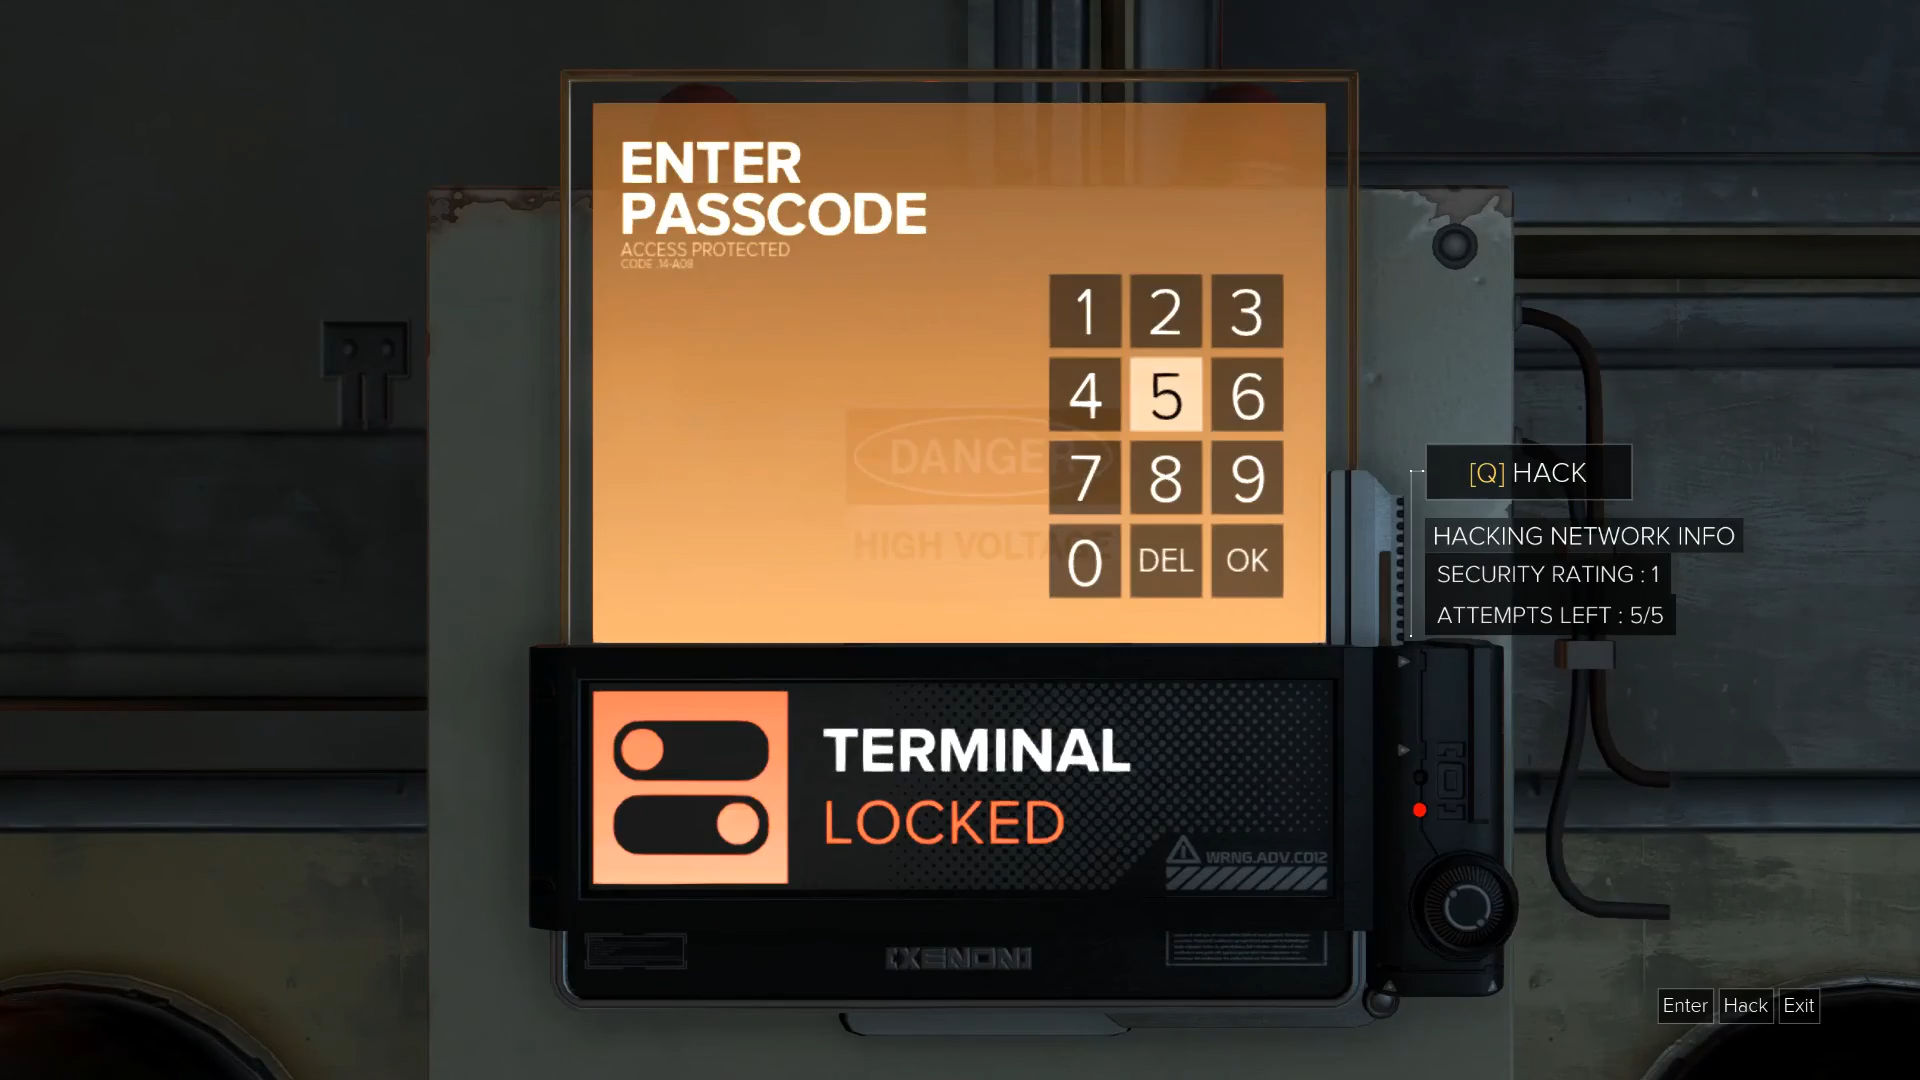 ENTER
PASSCODE
ACCESS PROTECTED
CODE .14-A08
1 2 3
4 5 6
7 8 9
0 DEL OK
DANGER
HIGH VOLTAGE
[Q] HACK
HACKING NETWORK INFO
SECURITY RATING : 1
ATTEMPTS LEFT : 5/5
TERMINAL
LOCKED
WRNG.ADV.C012
[XENON]
Enter Hack Exit